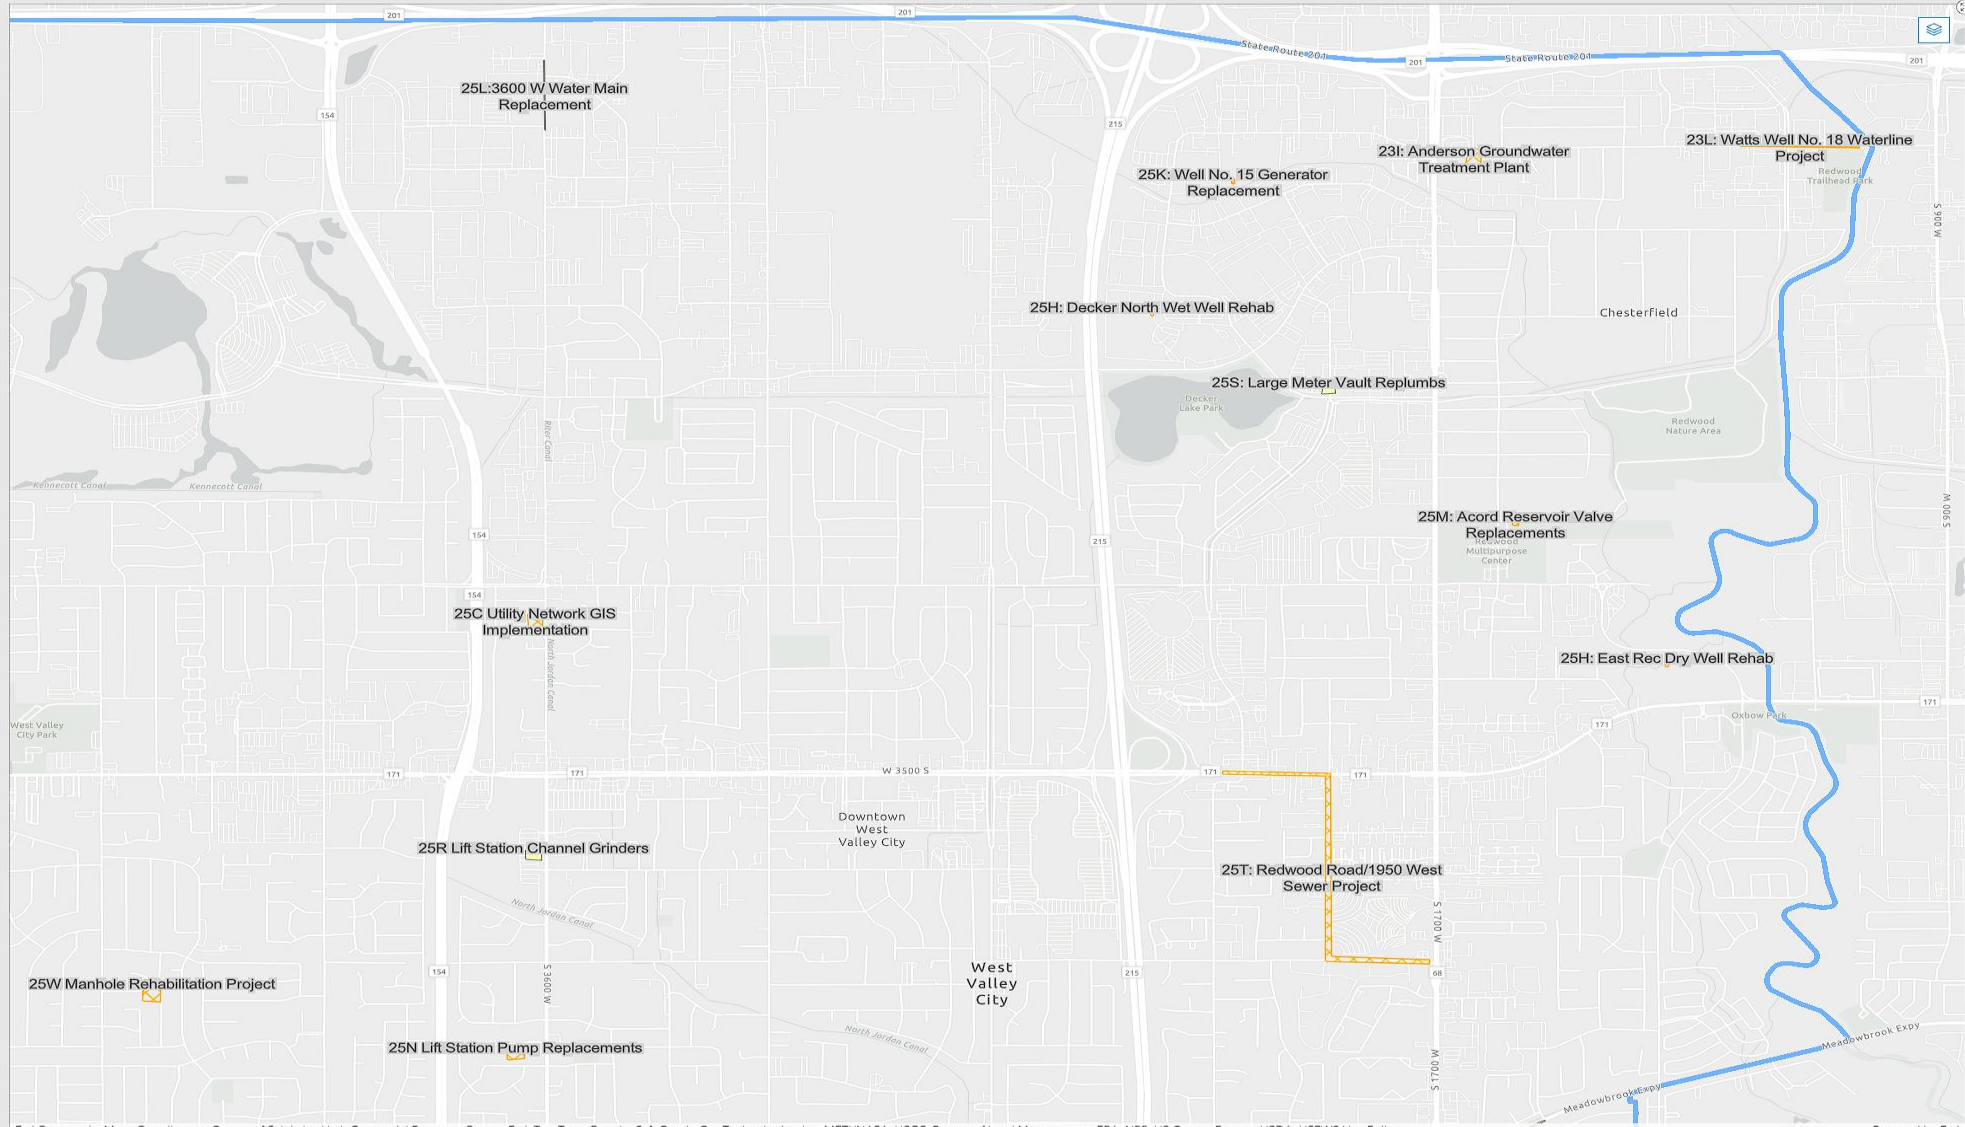 201
201
State Route 201
201
State Route 201
201
25L:3600 W Water Main
Replacement
154
215
23I: Anderson Groundwater
Treatment Plant
23L: Watts Well No. 18 Waterline
Project
Redwood
Trailhead Park
25K: Well No. 15 Generator
Replacement
S 900 W
25H: Decker North Wet Well Rehab
Chesterfield
25S: Large Meter Vault Replumbs
Decker
Lake Park
Redwood
Nature Area
Riter Canal
Kennecott Canal
Kennecott Canal
S 900 W
25M: Acord Reservoir Valve
Replacements
Redwood
Multipurpose
Center
154
215
154
25C Utility Network GIS
Implementation
North Jordan Canal
25H: East Rec Dry Well Rehab
171
Oxbow Park
171
West Valley
City Park
171
171
W 3500 S
171
171
Downtown
West
Valley City
25R Lift Station Channel Grinders
25T: Redwood Road/1950 West
Sewer Project
North Jordan Canal
S 1700 W
154
S 3600 W
West
Valley
City
215
68
25W Manhole Rehabilitation Project
25N Lift Station Pump Replacements
North Jordan Canal
S 1700 W
Meadowbrook Expy
Meadowbrook Expy